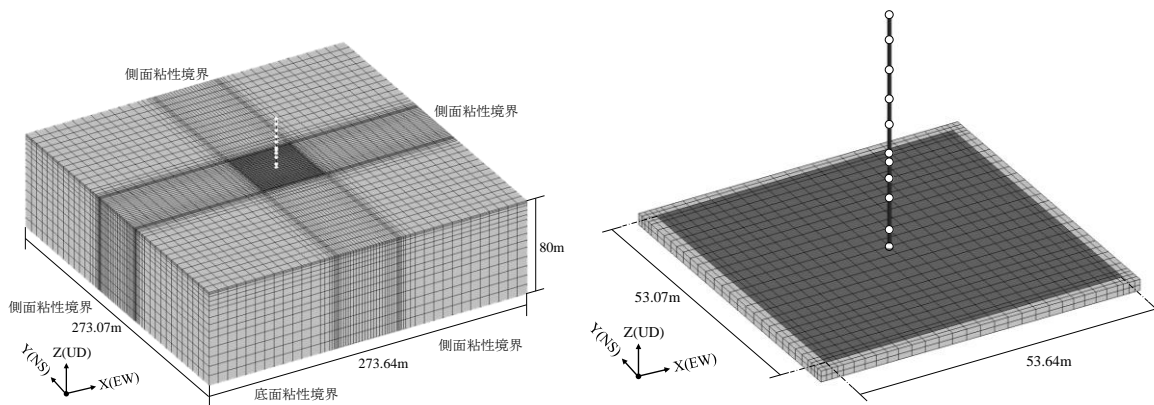 側面粘性境界
側面粘性境界
80m
側面粘性境界
273.07m
側面粘性境界
273.64m
底面粘性境界
Y(NS)
Z(UD)
X(EW)
53.07m
53.64m
Y(NS)
Z(UD)
X(EW)